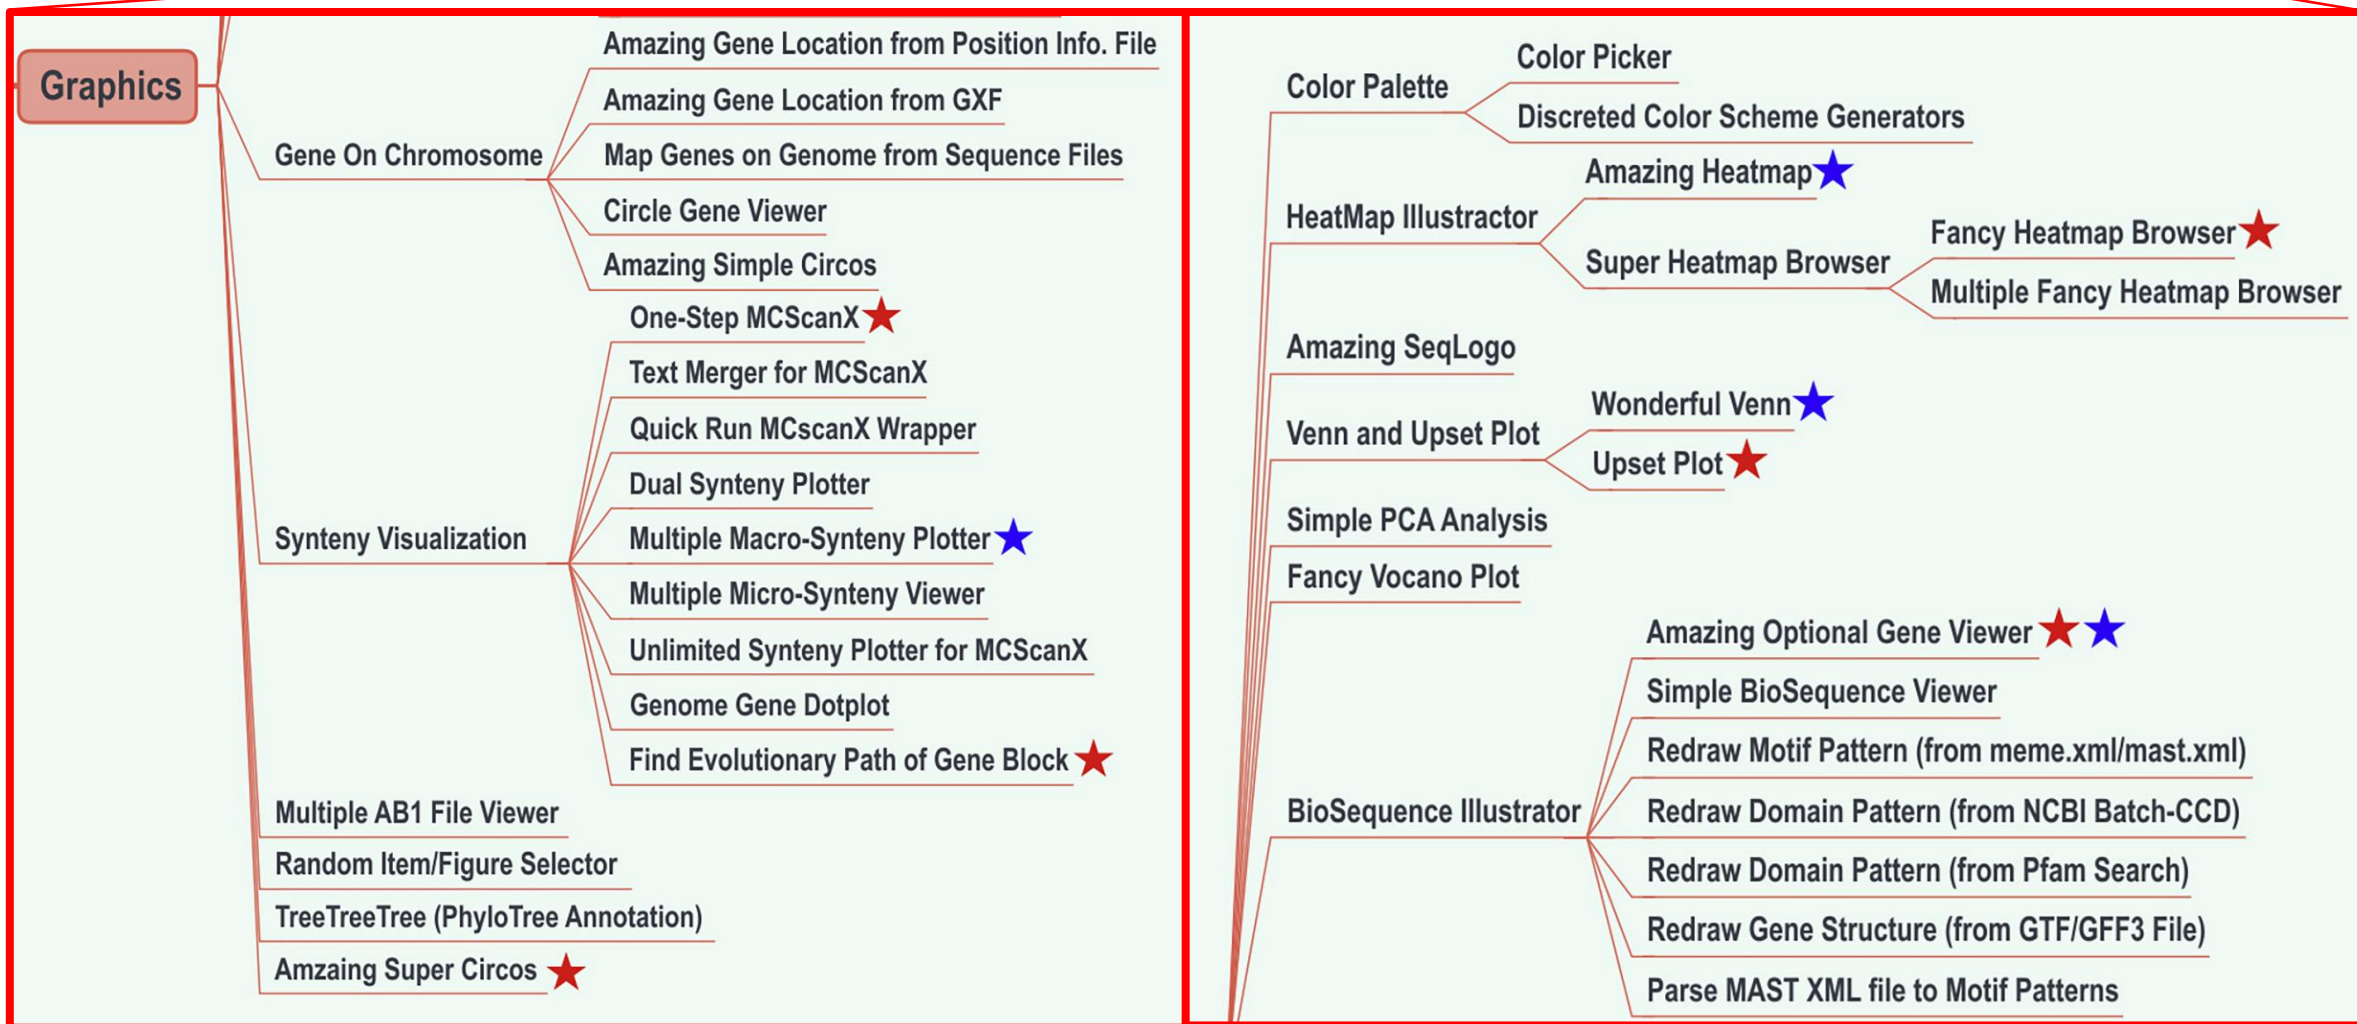 Graphics
Amazing Gene Location from Position Info. File
Amazing Gene Location from GXF
Gene On Chromosome
Map Genes on Genome from Sequence Files
Circle Gene Viewer
Amazing Simple Circos
One-Step MCScanX
Text Merger for MCScanX
Quick Run MCscanX Wrapper
Dual Synteny Plotter
Synteny Visualization
Multiple Macro-Synteny Plotter
Multiple Micro-Synteny Viewer
Unlimited Synteny Plotter for MCScanX
Genome Gene Dotplot
Find Evolutionary Path of Gene Block
Multiple AB1 File Viewer
Random Item/Figure Selector
TreeTreeTree (PhyloTree Annotation)
Amzaing Super Circos
Color Palette
Color Picker
Discreted Color Scheme Generators
HeatMap Illustractor
Amazing Heatmap
Super Heatmap Browser
Fancy Heatmap Browser
Multiple Fancy Heatmap Browser
Amazing SeqLogo
Venn and Upset Plot
Wonderful Venn
Upset Plot
Simple PCA Analysis
Fancy Vocano Plot
BioSequence Illustrator
Amazing Optional Gene Viewer
Simple BioSequence Viewer
Redraw Motif Pattern (from meme.xml/mast.xml)
Redraw Domain Pattern (from NCBI Batch-CCD)
Redraw Domain Pattern (from Pfam Search)
Redraw Gene Structure (from GTF/GFF3 File)
Parse MAST XML file to Motif Patterns